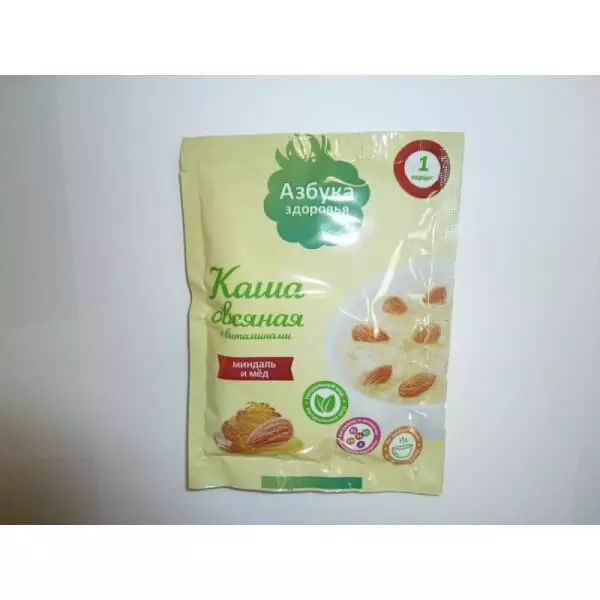 Азбука
здоровья
1
порция
Каша
овсяная
с витаминами
миндаль
и мёд